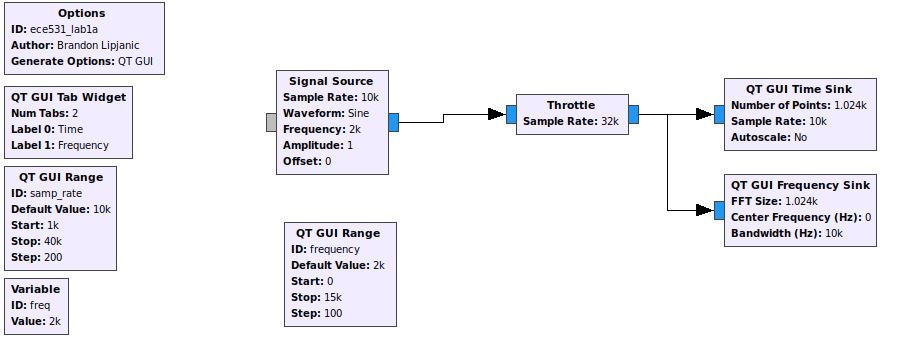 Options
ID: ece531_lab1a
Author: Brandon Lipjanic
Generate Options: QT GUI
QT GUI Tab Widget
Num Tabs: 2
Label 0: Time
Label 1: Frequency
QT GUI Range
ID: samp_rate
Default Value: 10k
Start: 1k
Stop: 40k
Step: 200
Variable
ID: freq
Value: 2k
Signal Source
Sample Rate: 10k
Waveform: Sine
Frequency: 2k
Amplitude: 1
Offset: 0
QT GUI Range
ID: frequency
Default Value: 2k
Start: 0
Stop: 15k
Step: 100
Throttle
Sample Rate: 32k
QT GUI Time Sink
Number of Points: 1.024k
Sample Rate: 10k
Autoscale: No
QT GUI Frequency Sink
FFT Size: 1.024k
Center Frequency (Hz): 0
Bandwidth (Hz): 10k